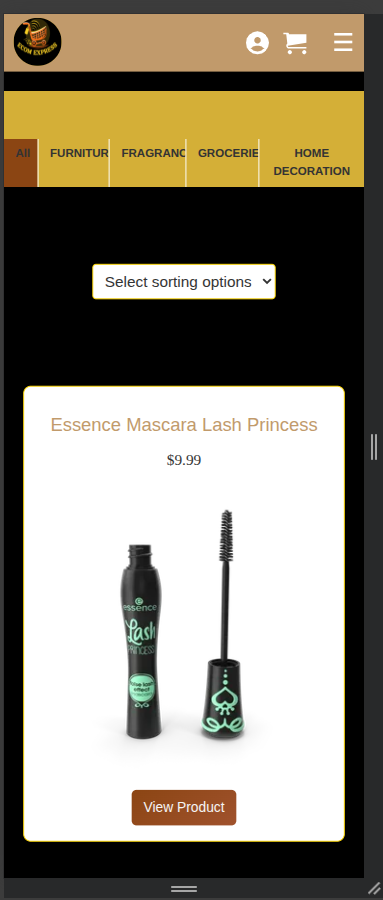 ECOM EXPRESS
All
FURNITUR
FRAGRANC
GROCERIE
HOME
DECORATION
Select sorting options
Essence Mascara Lash Princess
$9.99
essence
Lash
PRINCESS
false lash
effect
View Product